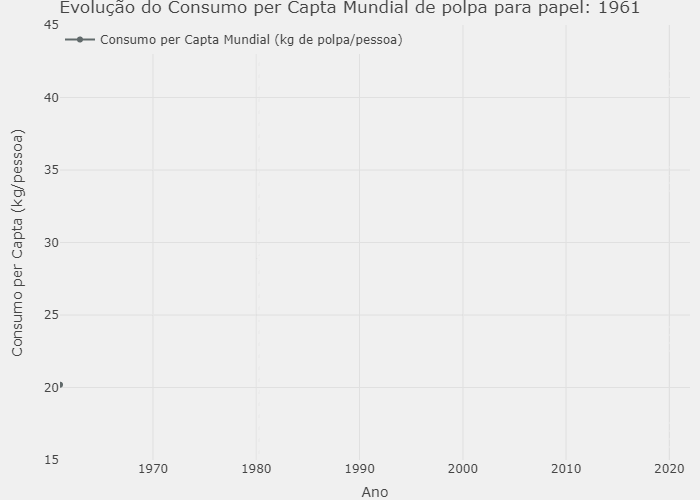 Evolução do Consumo per Capta Mundial de polpa para papel: 1961
45
Consumo per Capta Mundial (kg de polpa/pessoa)
40
35
30
25
20
15
Consumo per Capta (kg/pessoa)
1970 1980 1990 2000 2010 2020
Ano